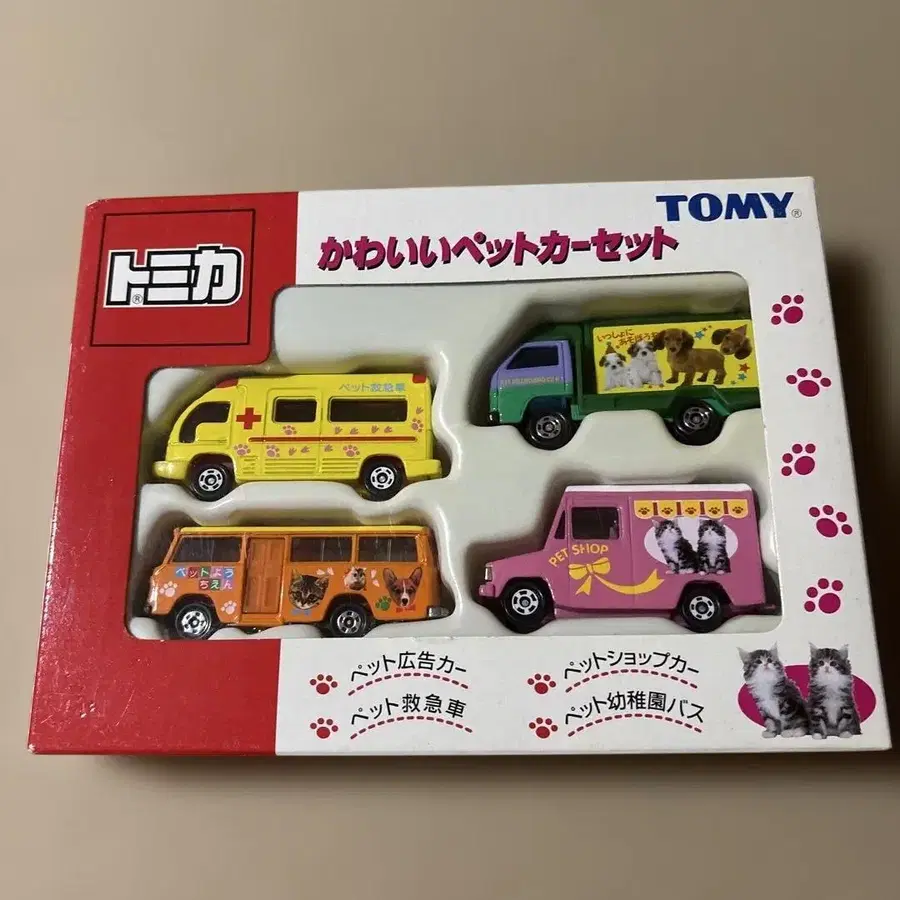 トミカ®
TOMY®
かわいいペットカーセット
ペット救急車
いっしょに
あそぼうよ
ペットよう
ちえん
PET SHOP
ペット広告カー
ペットショップカー
ペット救急車
ペット幼稚園バス